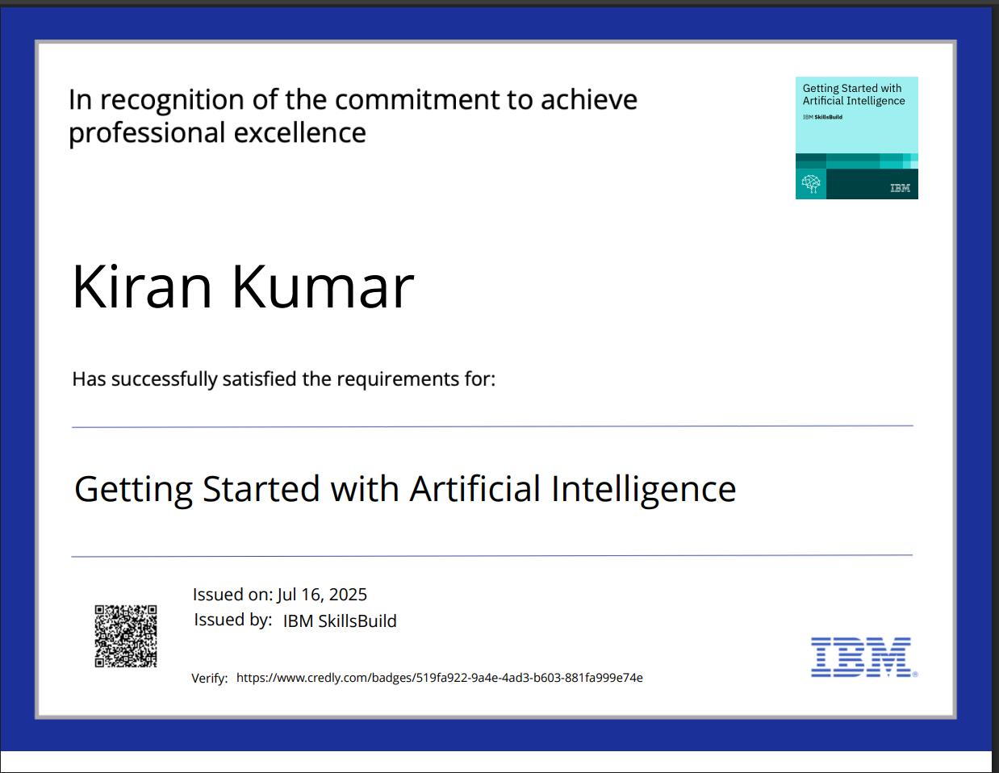 In recognition of the commitment to achieve
professional excellence
Getting Started with
Artificial Intelligence
IBM SkillsBuild
IBM
Kiran Kumar
Has successfully satisfied the requirements for:
Getting Started with Artificial Intelligence
Issued on: Jul 16, 2025
Issued by: IBM SkillsBuild
Verify: https://www.credly.com/badges/519fa922-9a4e-4ad3-b603-881fa999e74e
IBM®